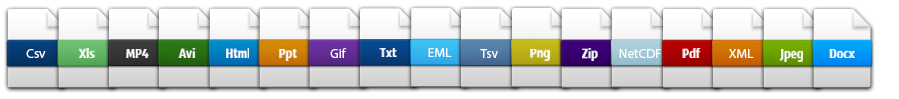 Csv Xls MP4 Avi Html Ppt Gif Txt EML Tsv Png Zip NetCDF Pdf XML Jpeg Docx